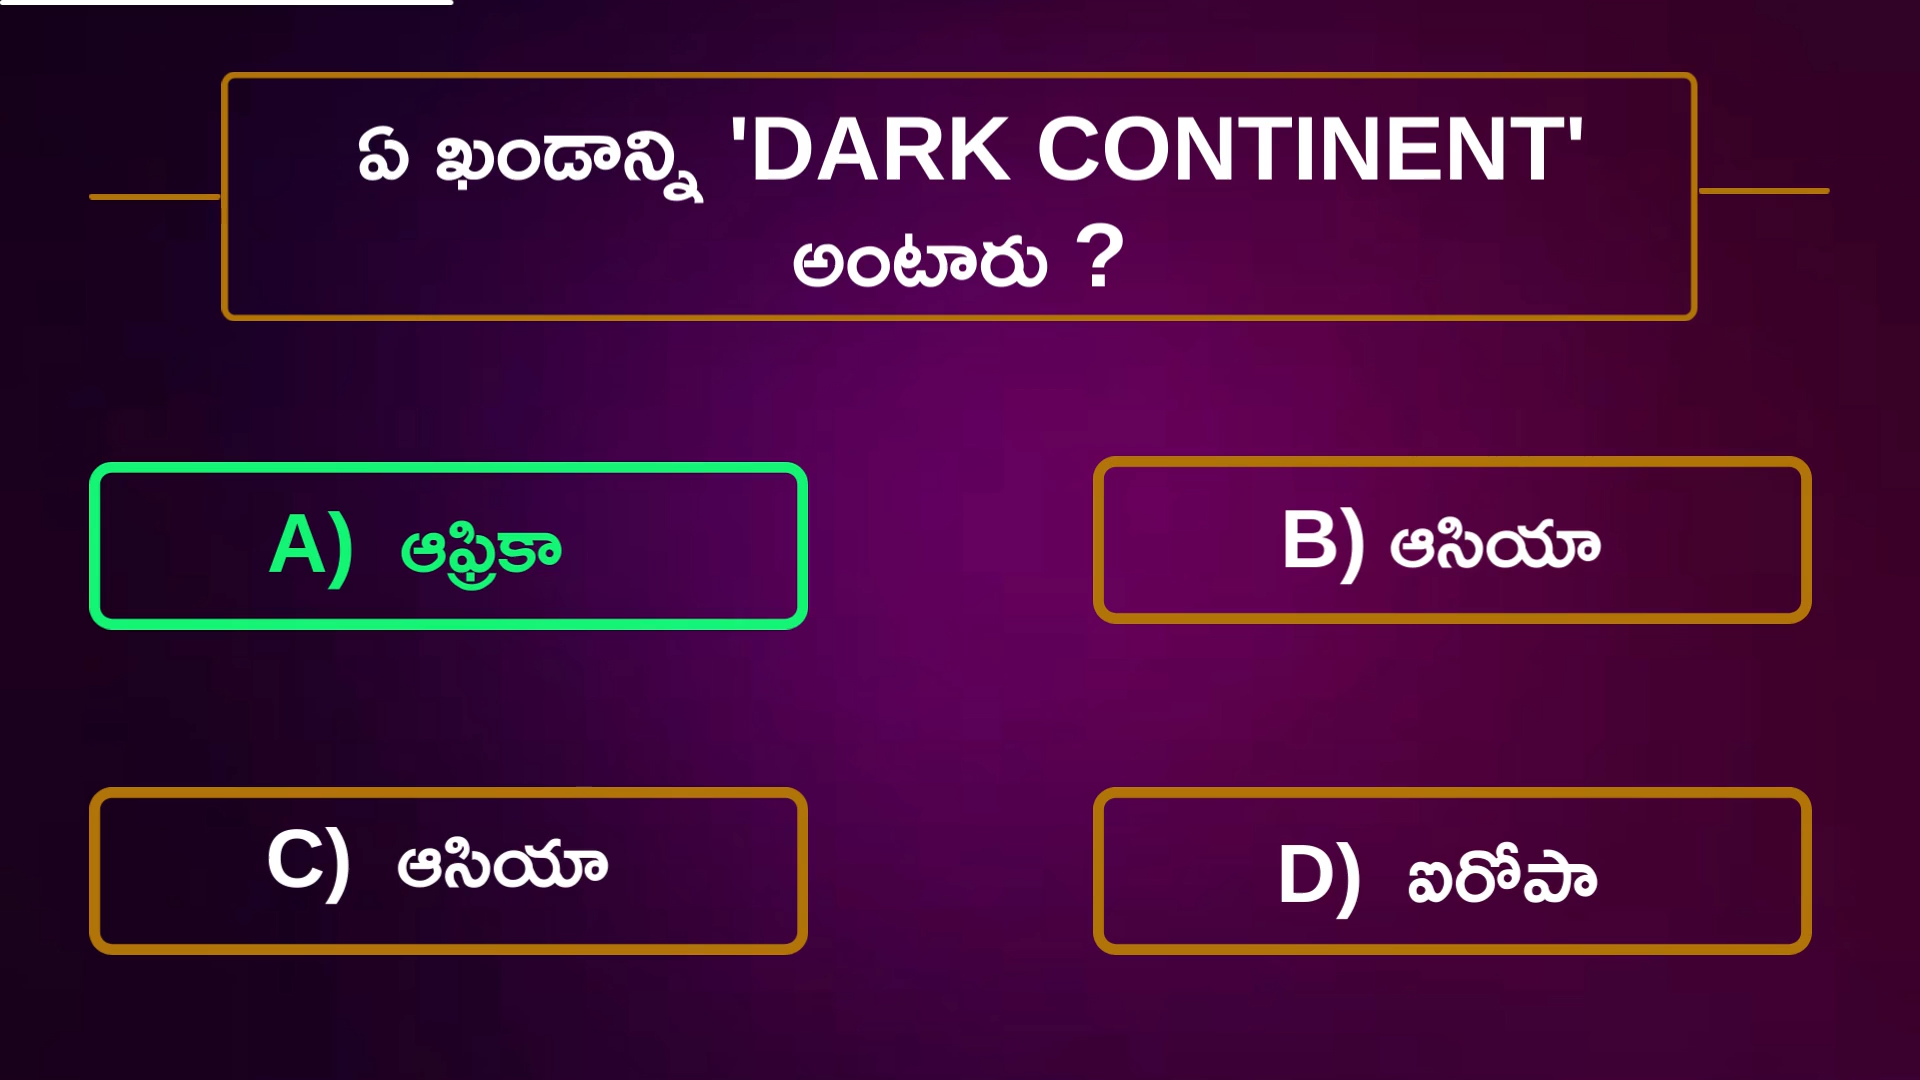 ఏ ఖండాన్ని 'DARK CONTINENT'
అంటారు ?
A) ఆఫ్రికా
B) ఆసియా
C) ఆసియా
D) ఐరోపా